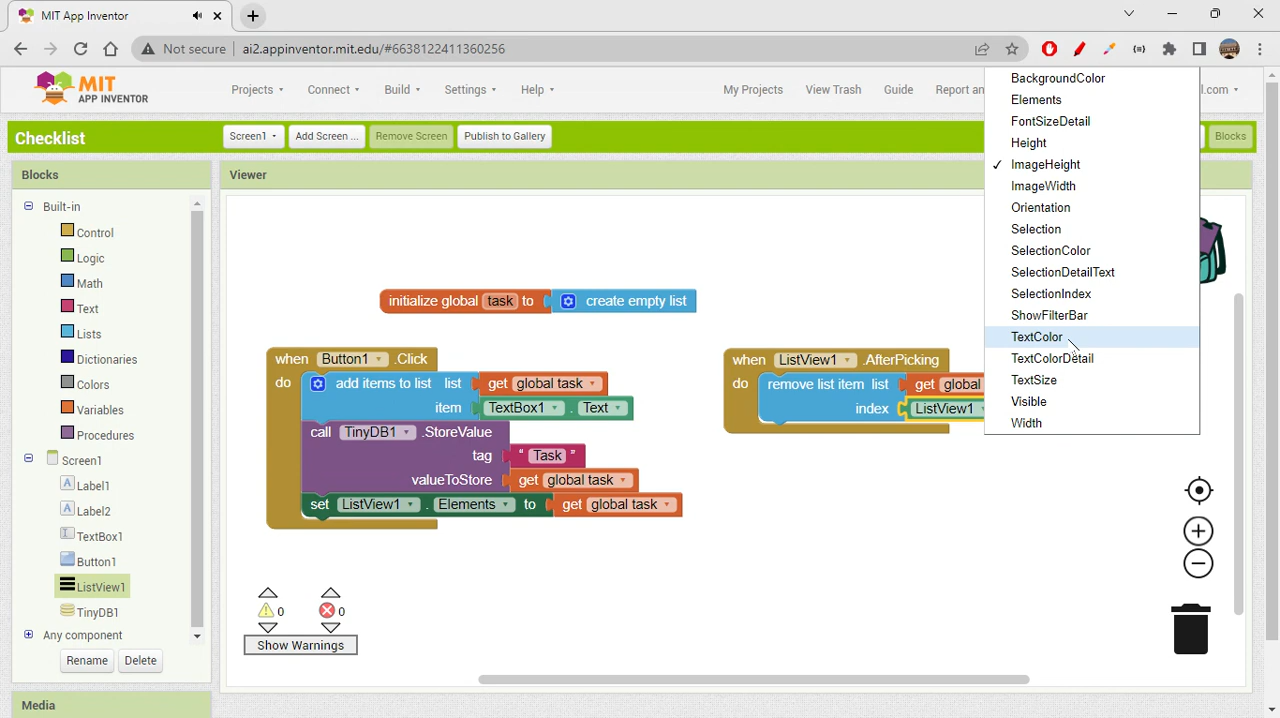 MIT App Inventor
Not secure
ai2.appinventor.mit.edu/#6638122411360256
MIT
APP INVENTOR
Projects
Connect
Build
Settings
Help
My Projects
View Trash
Guide
Report an
l.com
Checklist
Screen1
Add Screen ...
Remove Screen
Publish to Gallery
Blocks
Blocks
Viewer
Built-in
Control
Logic
Math
Text
Lists
Dictionaries
Colors
Variables
Procedures
Screen1
Label1
Label2
TextBox1
Button1
ListView1
TinyDB1
Any component
Rename
Delete
Media
initialize global task to create empty list
when Button1 .Click
do add items to list list get global task
item TextBox1 . Text
call TinyDB1 .StoreValue
tag " Task "
valueToStore get global task
set ListView1 . Elements to get global task
when ListView1 .AfterPicking
do remove list item list get global
index ListView1
BackgroundColor
Elements
FontSizeDetail
Height
✓ ImageHeight
ImageWidth
Orientation
Selection
SelectionColor
SelectionDetailText
SelectionIndex
ShowFilterBar
TextColor
TextColorDetail
TextSize
Visible
Width
0
0
Show Warnings